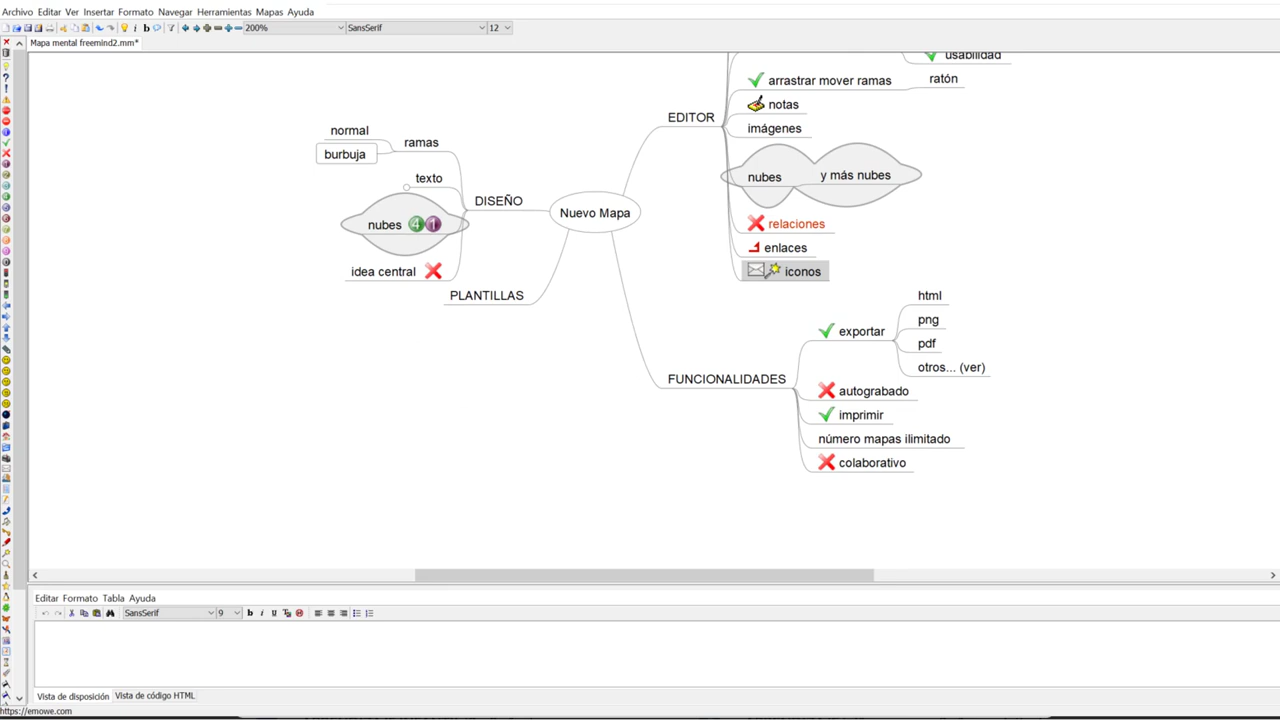 Archivo Editar Ver Insertar Formato Navegar Herramientas Mapas Ayuda
200% SansSerif 12
Mapa mental freemind2.mm*
usabilidad
arrastrar mover ramas
ratón
notas
imágenes
EDITOR
nubes
y más nubes
relaciones
enlaces
iconos
normal
burbuja
ramas
texto
DISEÑO
nubes 4 1
idea central
Nuevo Mapa
PLANTILLAS
html
png
pdf
otros... (ver)
exportar
FUNCIONALIDADES
autograbado
imprimir
número mapas ilimitado
colaborativo
Editar Formato Tabla Ayuda
SansSerif 9 b i U
Vista de disposición Vista de código HTML
https://emowe.com